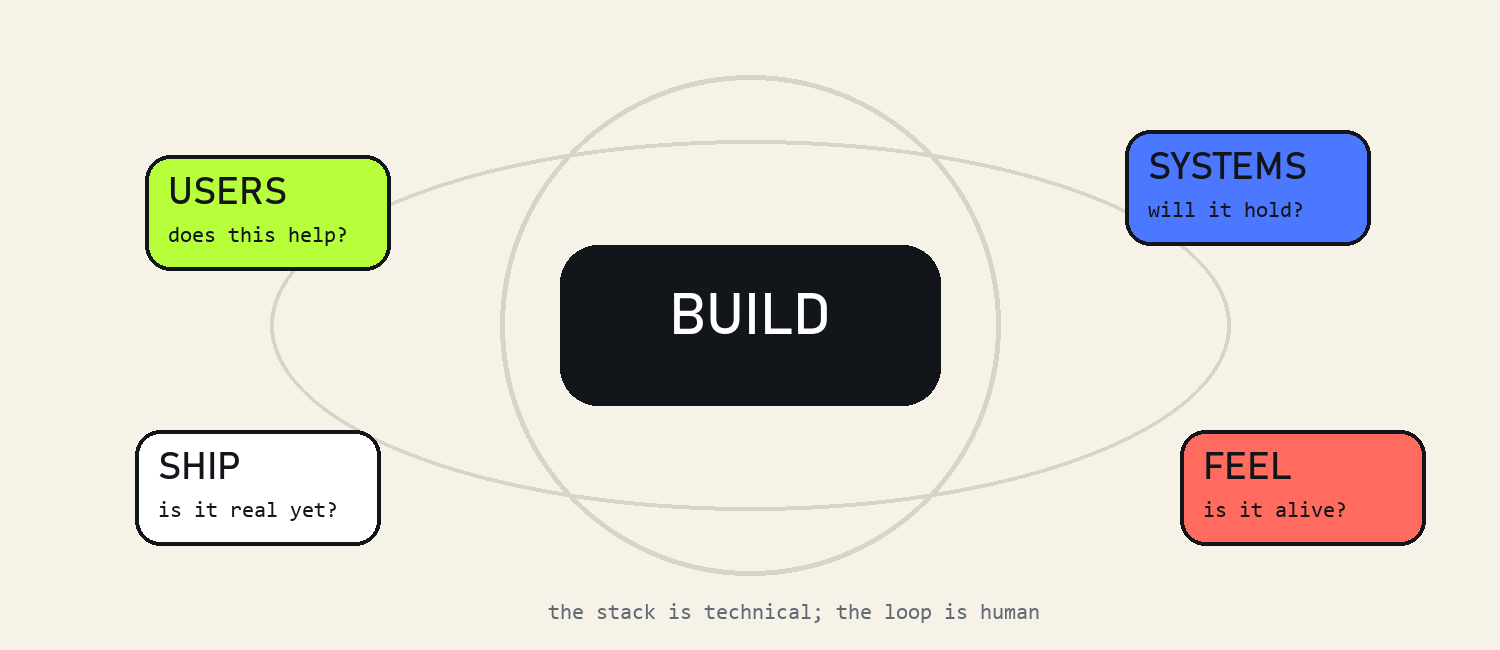 USERS
does this help?
SYSTEMS
will it hold?
BUILD
SHIP
is it real yet?
FEEL
is it alive?
the stack is technical; the loop is human